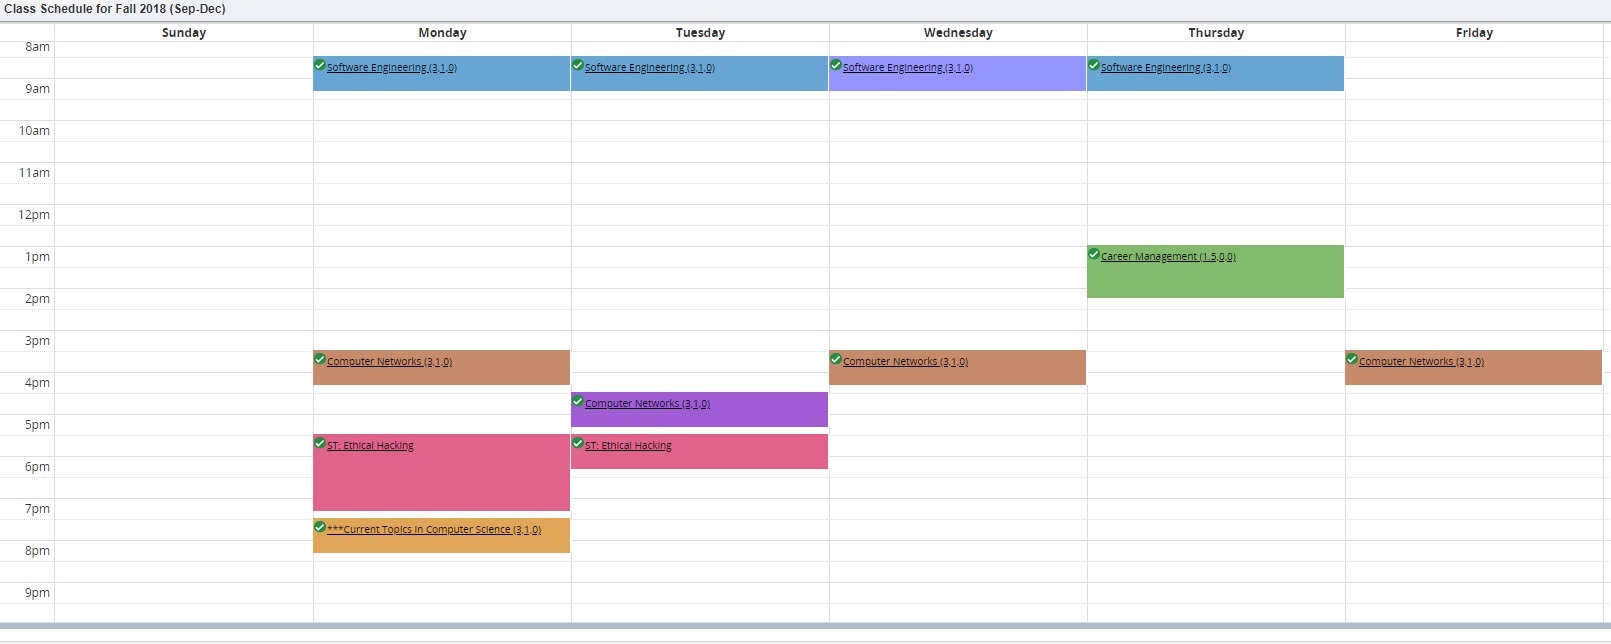 Class Schedule for Fall 2018 (Sep-Dec)
Sunday Monday Tuesday Wednesday Thursday Friday
8am
Software Engineering (3,1,0) Software Engineering (3,1,0) Software Engineering (3,1,0) Software Engineering (3,1,0)
9am
10am
11am
12pm
1pm Career Management (1.5,0,0)
2pm
3pm
Computer Networks (3,1,0) Computer Networks (3,1,0) Computer Networks (3,1,0)
4pm
Computer Networks (3,1,0)
5pm
ST: Ethical Hacking ST: Ethical Hacking
6pm
7pm
***Current Topics in Computer Science (3,1,0)
8pm
9pm